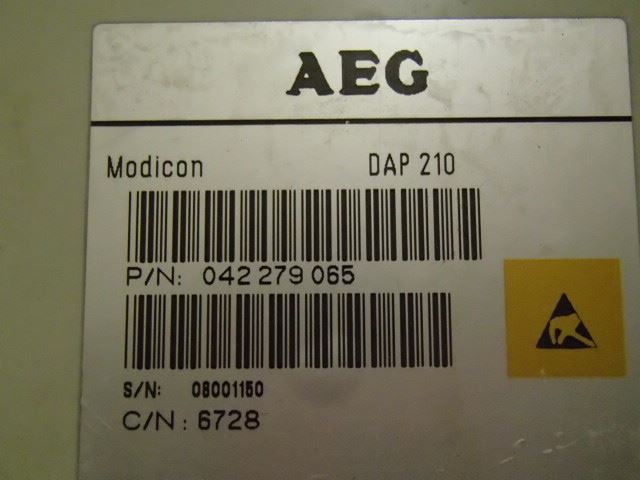 AEG
Modicon DAP 210
P/N: 042 279 065
S/N: 08001150
C/N : 6728